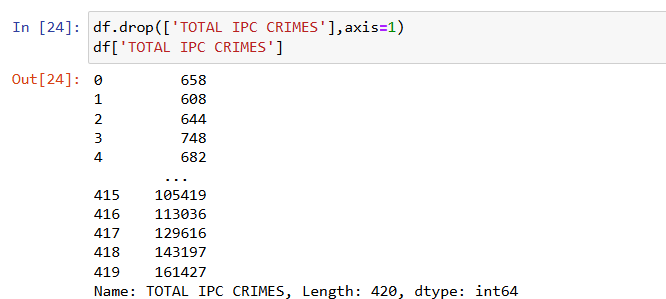 In [24]: df.drop(['TOTAL IPC CRIMES'],axis=1)
df['TOTAL IPC CRIMES']
Out[24]: 0 658
1 608
2 644
3 748
4 682
...
415 105419
416 113036
417 129616
418 143197
419 161427
Name: TOTAL IPC CRIMES, Length: 420, dtype: int64